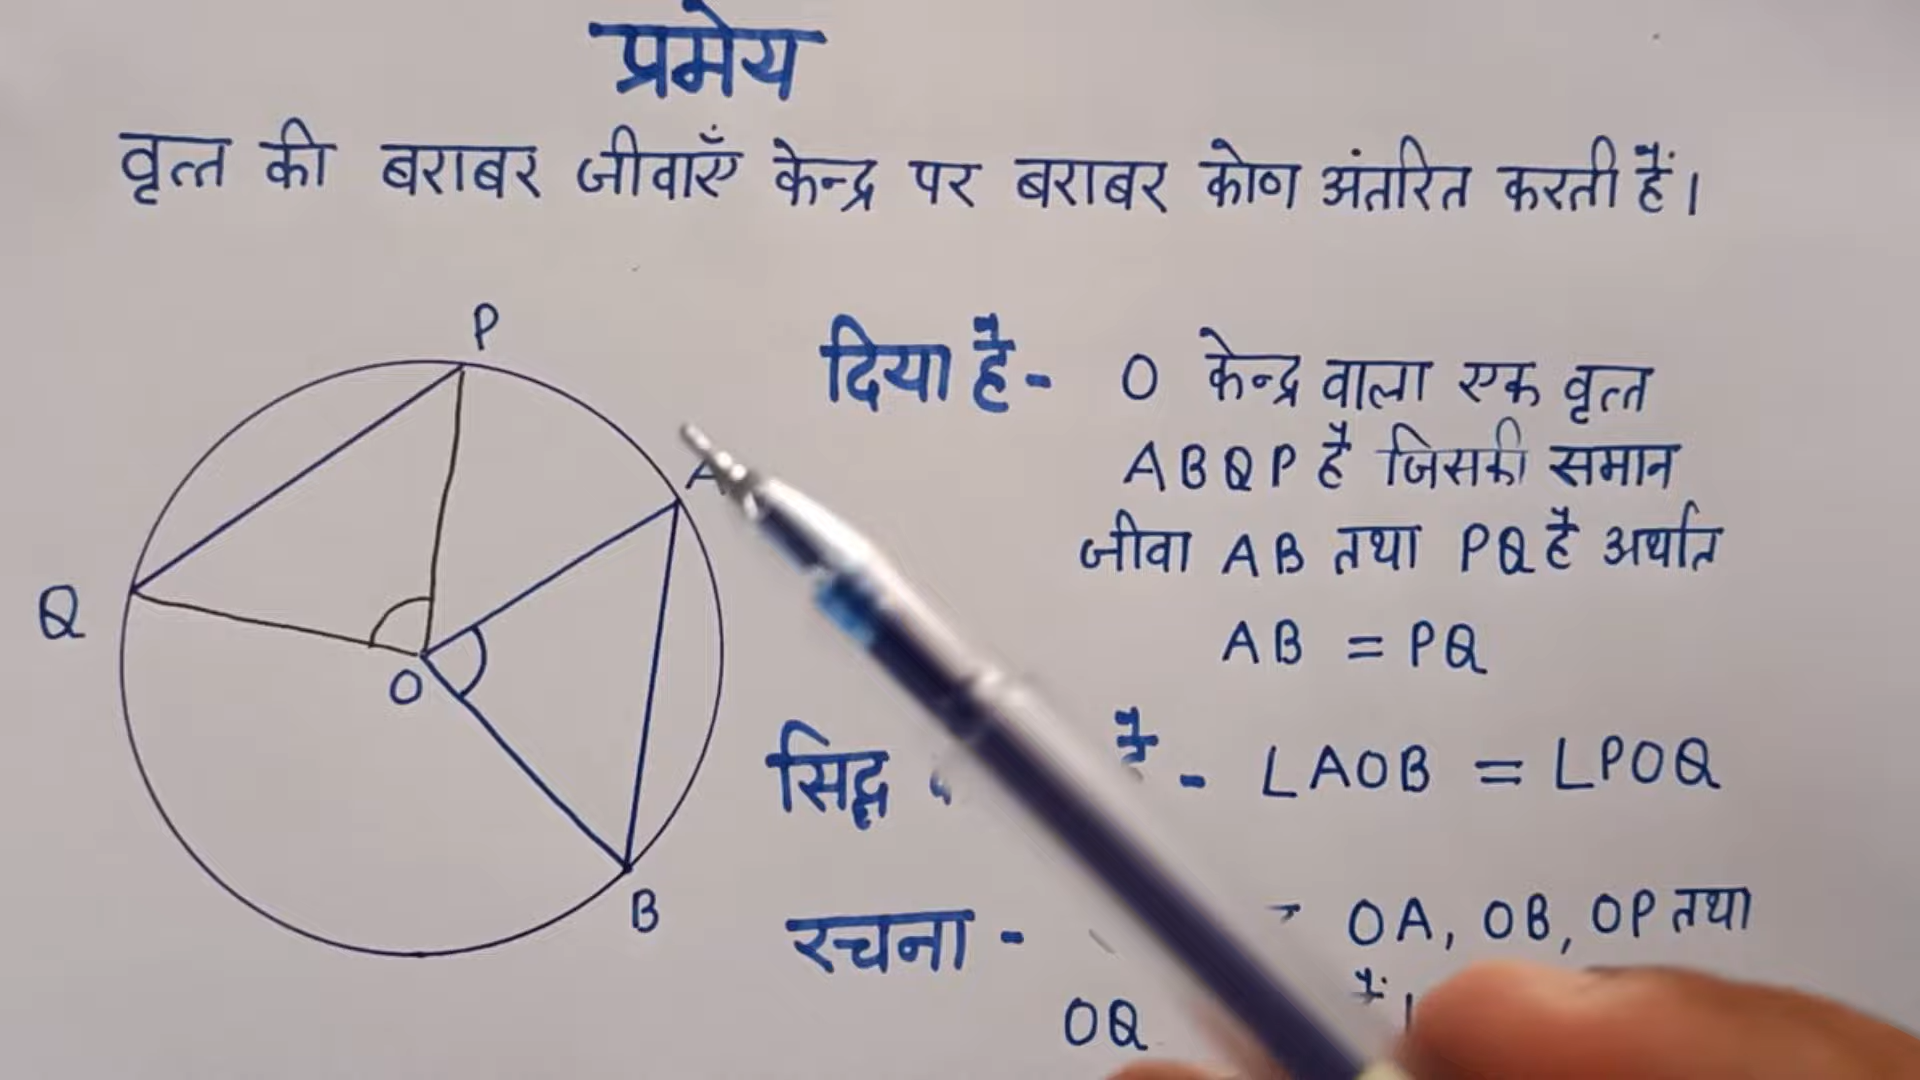 प्रमेय
वृत्त की बराबर जीवाएँ केन्द्र पर बराबर कोण अंतरित करती हैं।
P
A
Q
O
B
दिया है- O केन्द्र वाला एक वृत्त
ABQP है जिसकी समान
जीवा AB तथा PQ है अर्थात
AB = PQ
सिद्ध - ∠AOB = ∠POQ
रचना - OA, OB, OP तथा
OQ